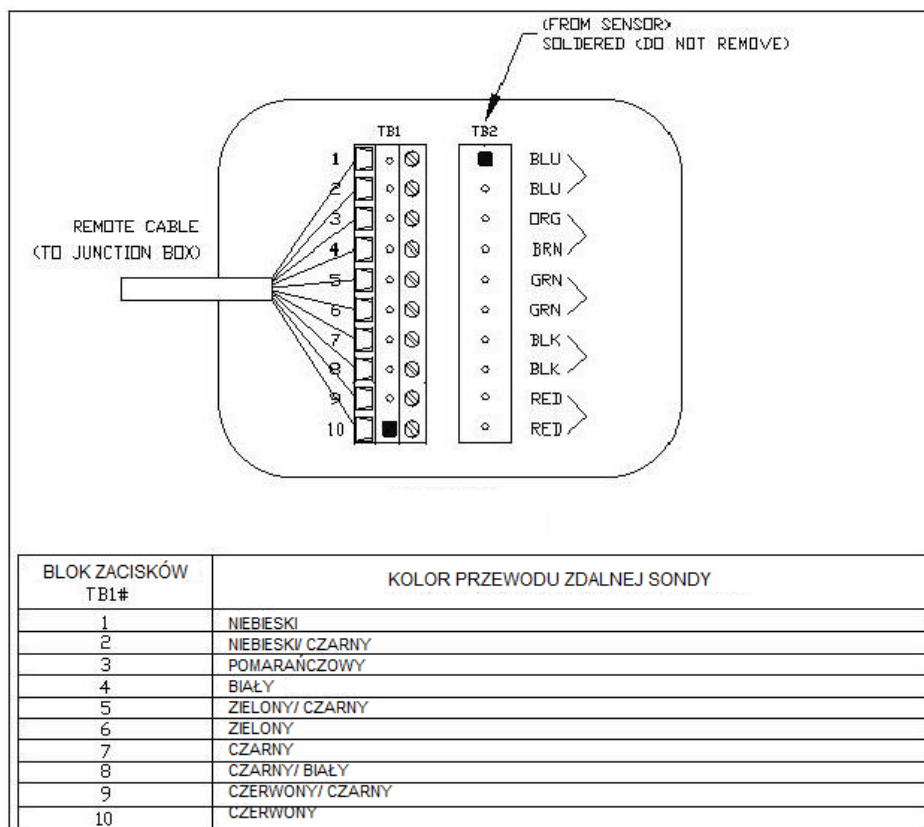 (FROM SENSOR)
SOLDERED (DO NOT REMOVE)
TB1
TB2
1
BLU
2
BLU
3
ORG
REMOTE CABLE
(TO JUNCTION BOX)
4
BRN
5
GRN
6
GRN
7
BLK
8
BLK
9
RED
10
RED
BLOK ZACISKÓW
TB1#
KOLOR PRZEWODU ZDALNEJ SONDY
1 NIEBIESKI
2 NIEBIESKI/ CZARNY
3 POMARAŃCZOWY
4 BIAŁY
5 ZIELONY/ CZARNY
6 ZIELONY
7 CZARNY
8 CZARNY/ BIAŁY
9 CZERWONY/ CZARNY
10 CZERWONY